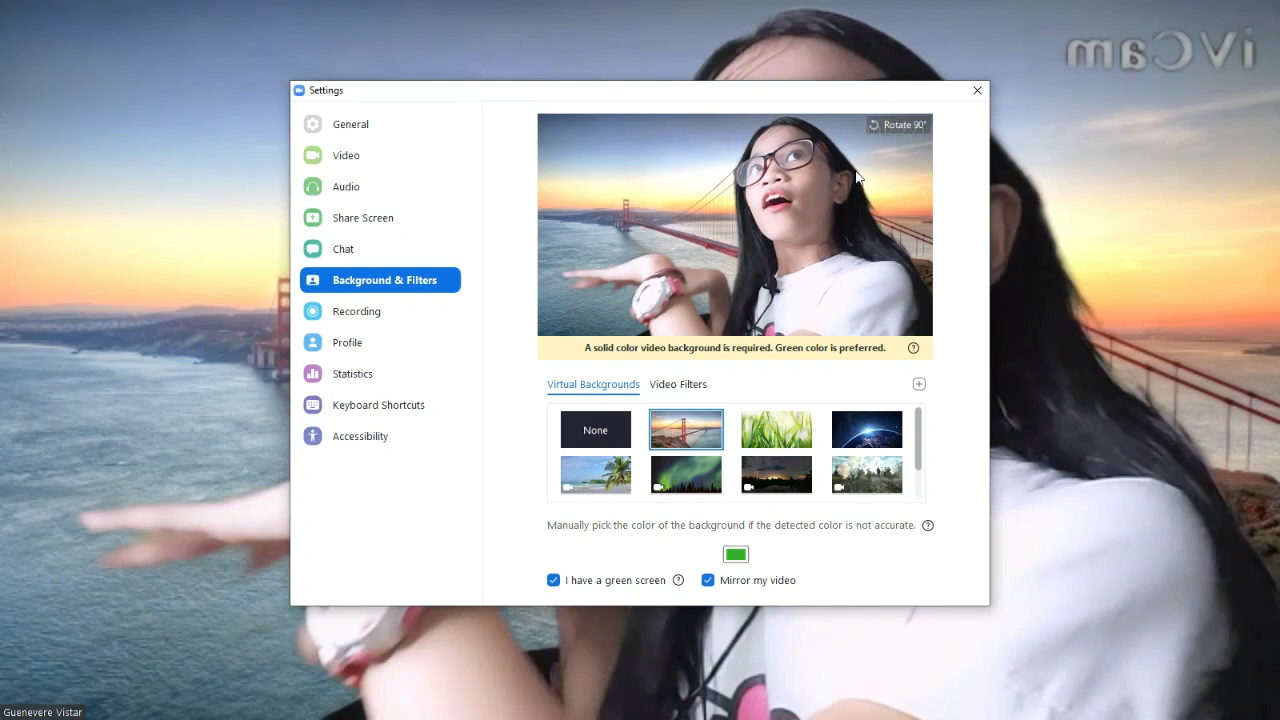 iVCam
Settings
General
Video
Audio
Share Screen
Chat
Background & Filters
Recording
Profile
Statistics
Keyboard Shortcuts
Accessibility
Rotate 90°
A solid color video background is required. Green color is preferred.
Virtual Backgrounds
Video Filters
None
Manually pick the color of the background if the detected color is not accurate.
I have a green screen
Mirror my video
Guenevere Vistar